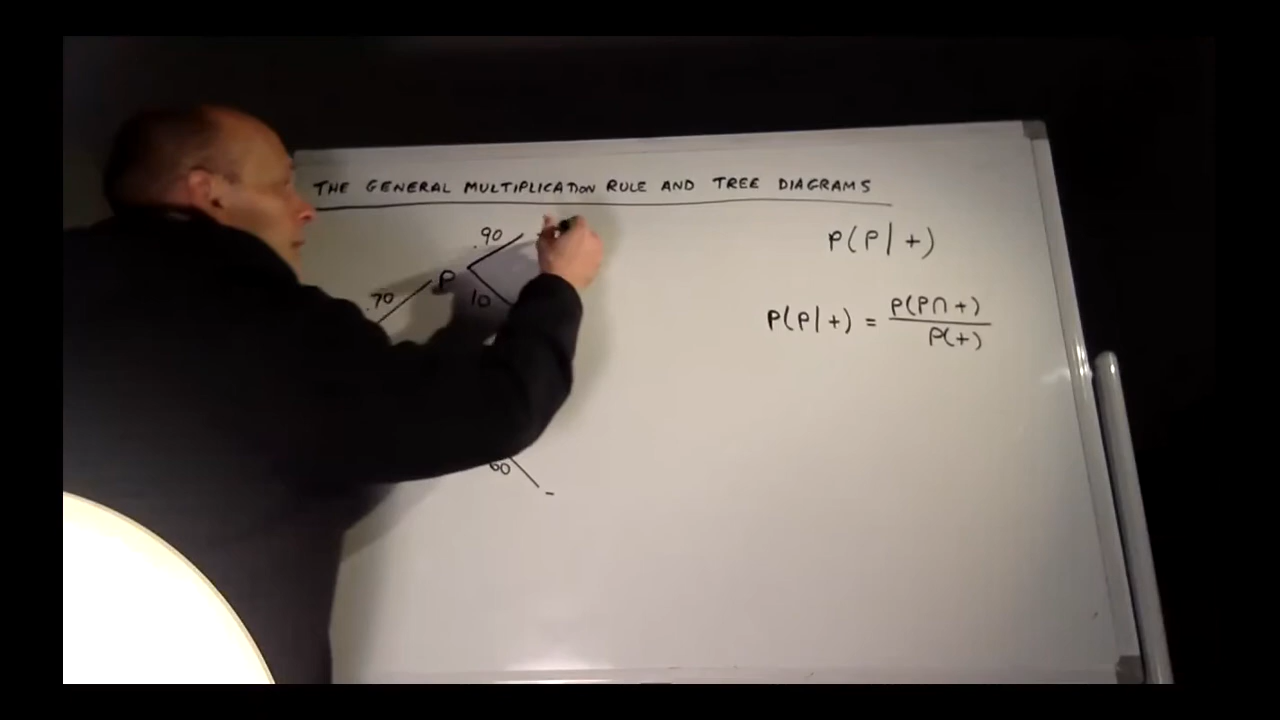 THE GENERAL MULTIPLICATION RULE AND TREE DIAGRAMS
.90
P(P|+)
.70 P
10
P(P|+) = P(P∩+) / P(+)
60
-